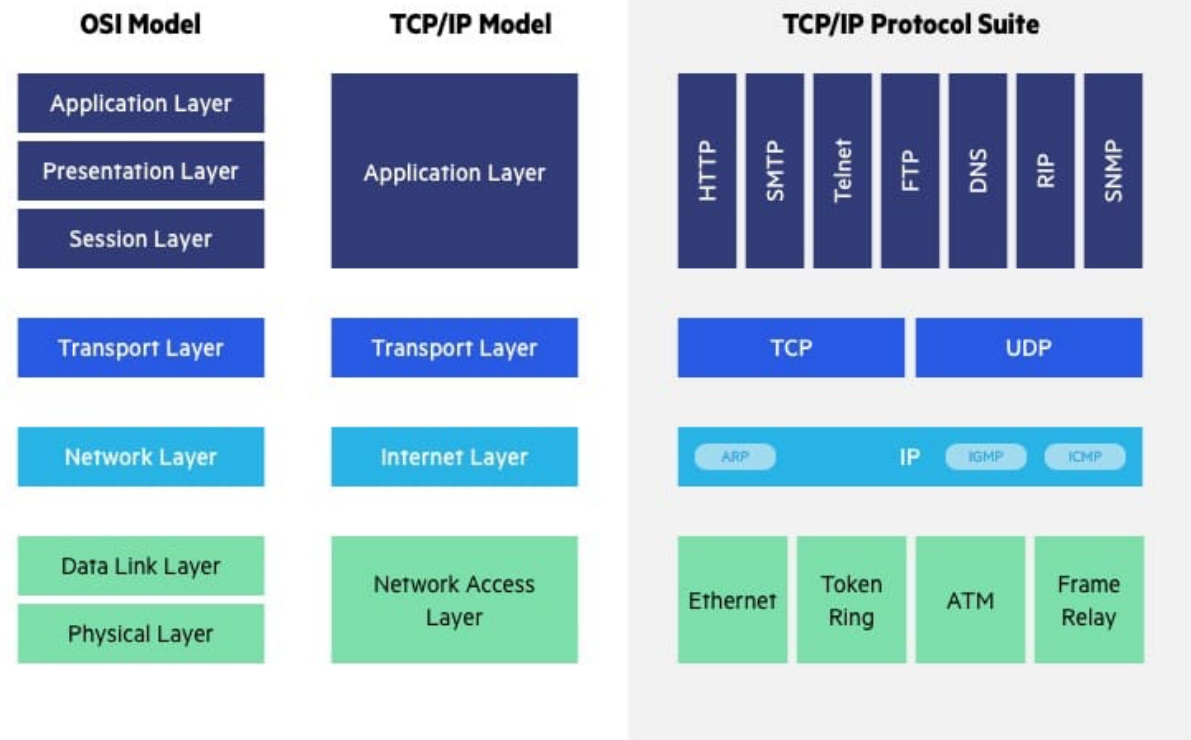 OSI Model
TCP/IP Model
TCP/IP Protocol Suite
Application Layer
Presentation Layer
Session Layer
Application Layer
HTTP
SMTP
Telnet
FTP
DNS
RIP
SNMP
Transport Layer
Transport Layer
TCP
UDP
Network Layer
Internet Layer
ARP
IP
IGMP
ICMP
Data Link Layer
Physical Layer
Network Access
Layer
Ethernet
Token
Ring
ATM
Frame
Relay